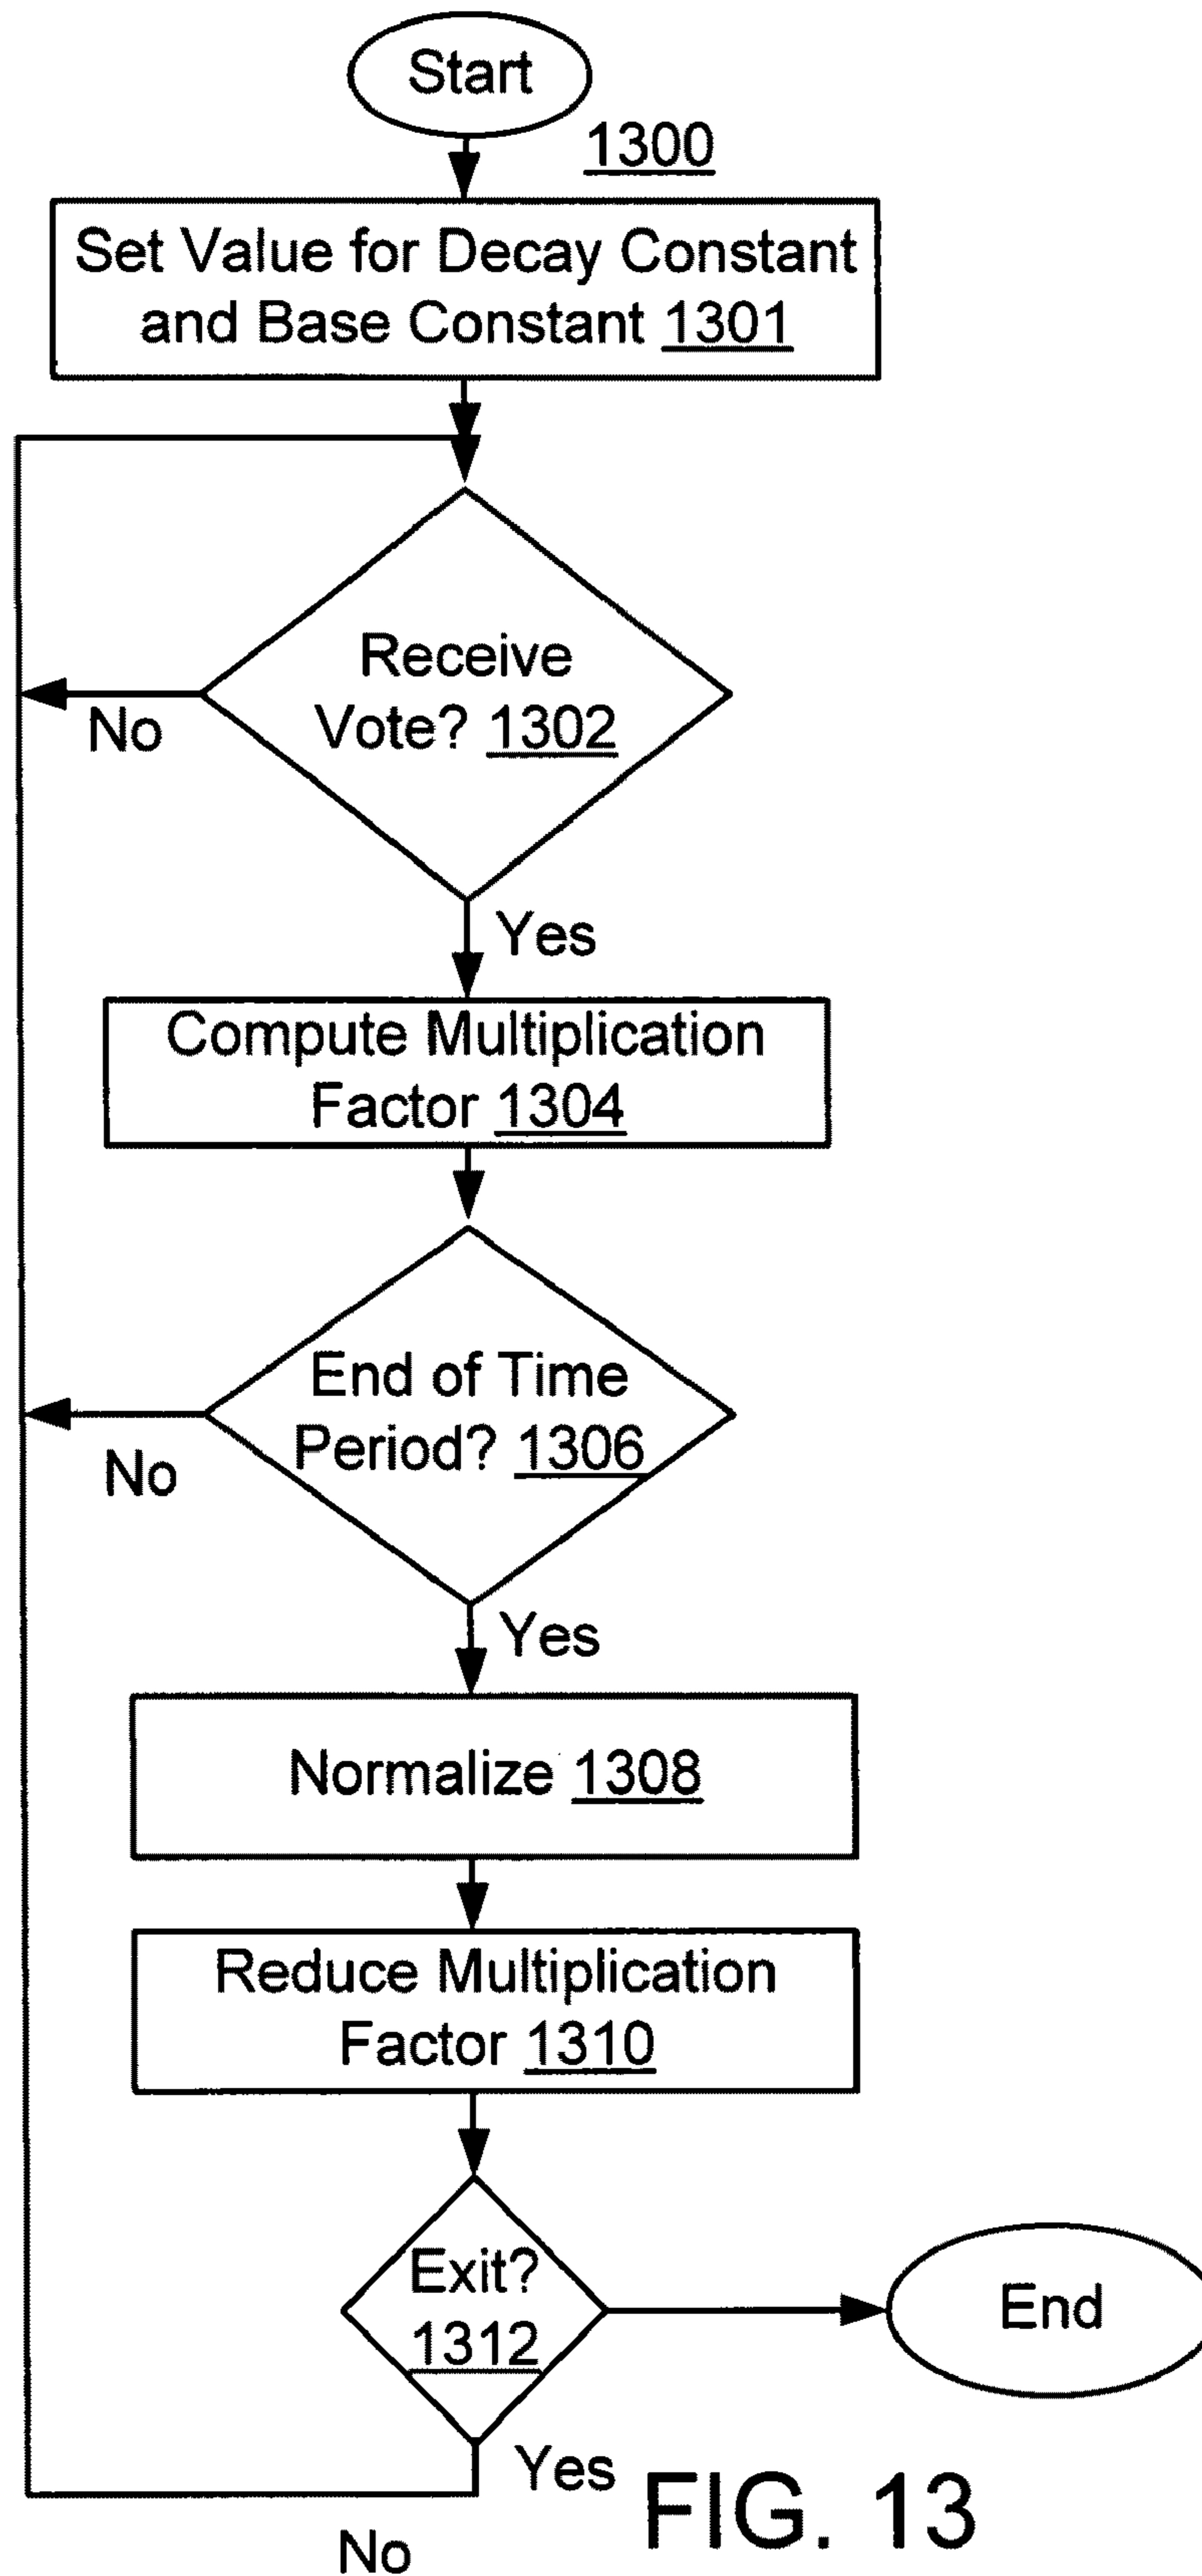 Start
1300
Set Value for Decay Constant
and Base Constant 1301
Receive
Vote? 1302
No
Yes
Compute Multiplication
Factor 1304
End of Time
Period? 1306
No
Yes
Normalize 1308
Reduce Multiplication
Factor 1310
Exit?
1312
End
Yes
No
FIG. 13